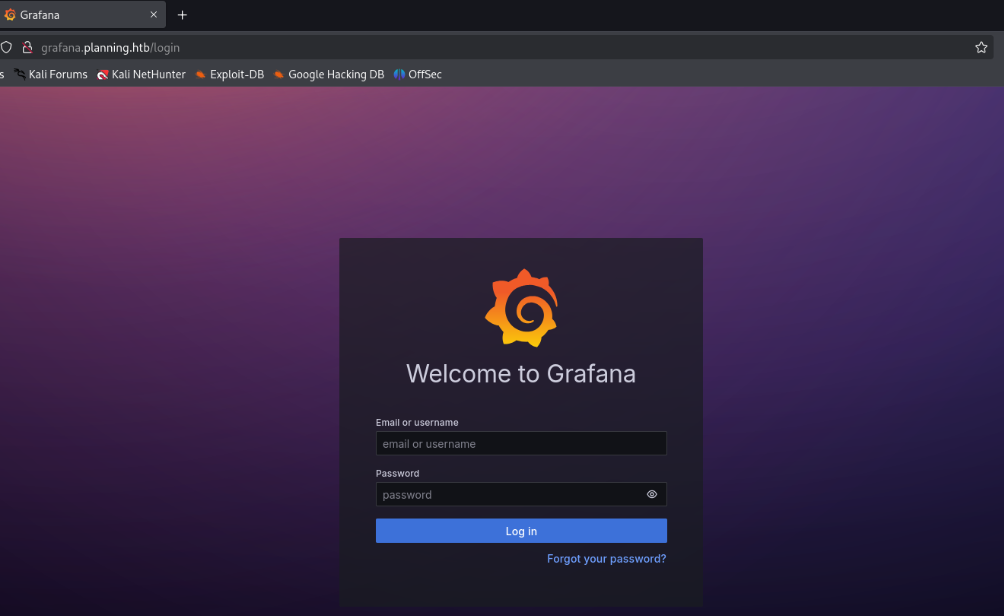 Grafana
grafana.planning.htb/login
s Kali Forums Kali NetHunter Exploit-DB Google Hacking DB OffSec
Welcome to Grafana
Email or username
email or username
Password
password
Log in
Forgot your password?